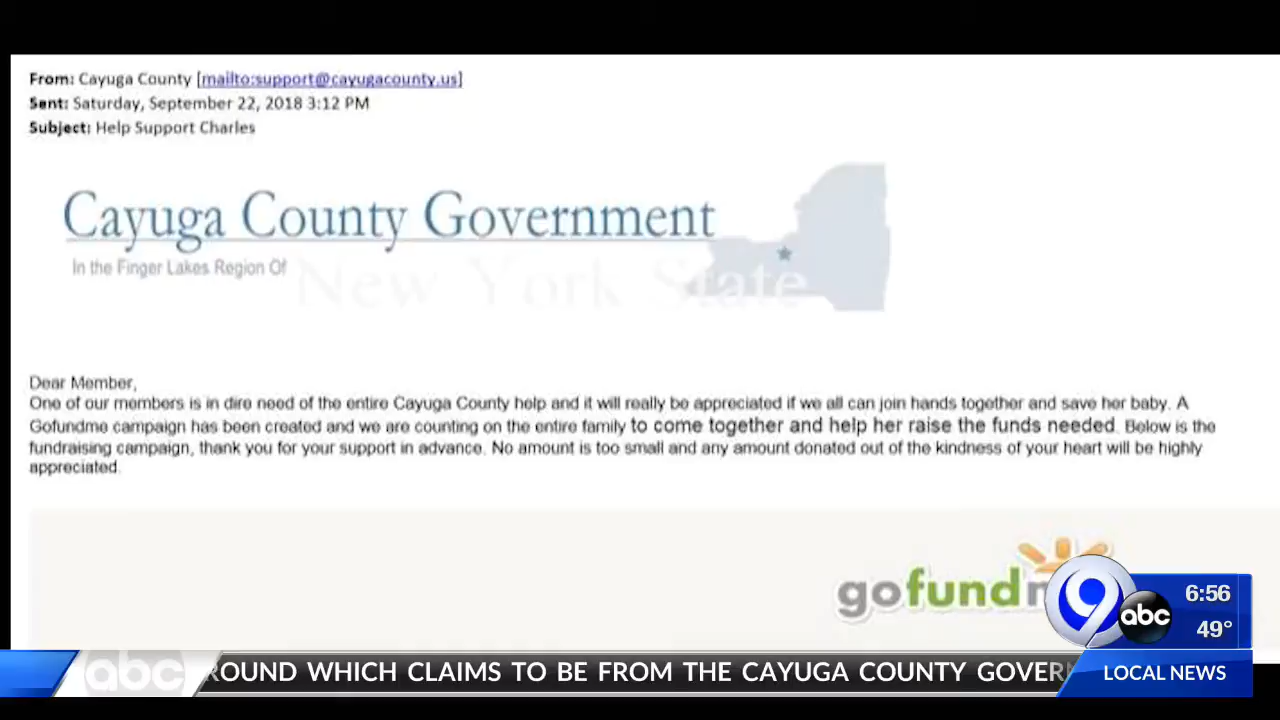 From: Cayuga County [mailto:support@cayugacounty.us]
Sent: Saturday, September 22, 2018 3:12 PM
Subject: Help Support Charles
Cayuga County Government
In the Finger Lakes Region Of
New York State
Dear Member,
One of our members is in dire need of the entire Cayuga County help and it will really be appreciated if we all can join hands together and save her baby. A
Gofundme campaign has been created and we are counting on the entire family to come together and help her raise the funds needed. Below is the
fundraising campaign, thank you for your support in advance. No amount is too small and any amount donated out of the kindness of your heart will be highly
appreciated.
gofundm
9
abc
6:56
49°
abc
ROUND WHICH CLAIMS TO BE FROM THE CAYUGA COUNTY GOVERN
LOCAL NEWS